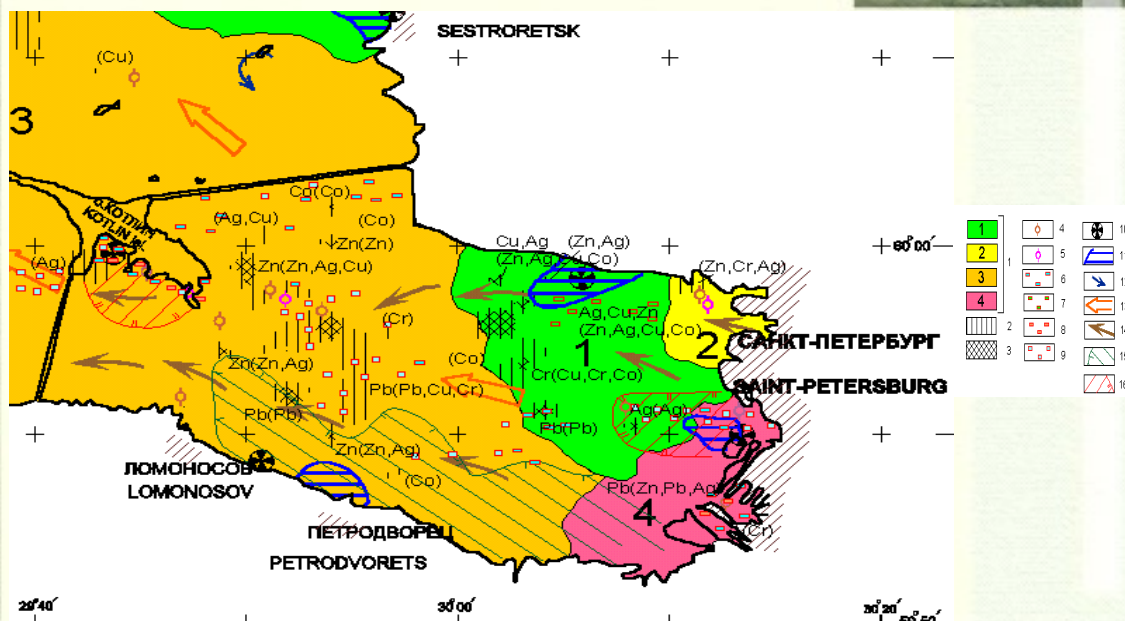 SESTRORETSK
(Cu)
3
о.КОТЛИН
KOTLIN
Co(Co)
(Ag,Cu)
(Co)
Zn(Zn)
Cu,Ag
(Zn,Ag)
60°00′
(Ag)
Zn(Zn,Ag,Cu)
(Zn,Cr,Ag)
Ag,Cu,Zn
(Cr)
(Zn,Ag,Cu,Co)
1
2
САНКТ-ПЕТЕРБУРГ
(Co)
Zn(Zn,Ag)
Cr(Cu,Cr,Co)
SAINT-PETERSBURG
Pb(Pb,Cu,Cr)
Pb(Pb)
Ag(Ag)
Pb(Pb)
Zn(Zn,Ag)
ЛОМОНОСОВ
(Co)
LOMONOSOV
Pb(Zn,Pb,Ag)
4
ПЕТРОДВОРЕЦ
(Cr)
PETRODVORETS
29°40′
30°00′
30°20′
1
2
3
4
1
2
3
4
5
6
7
8
9
10